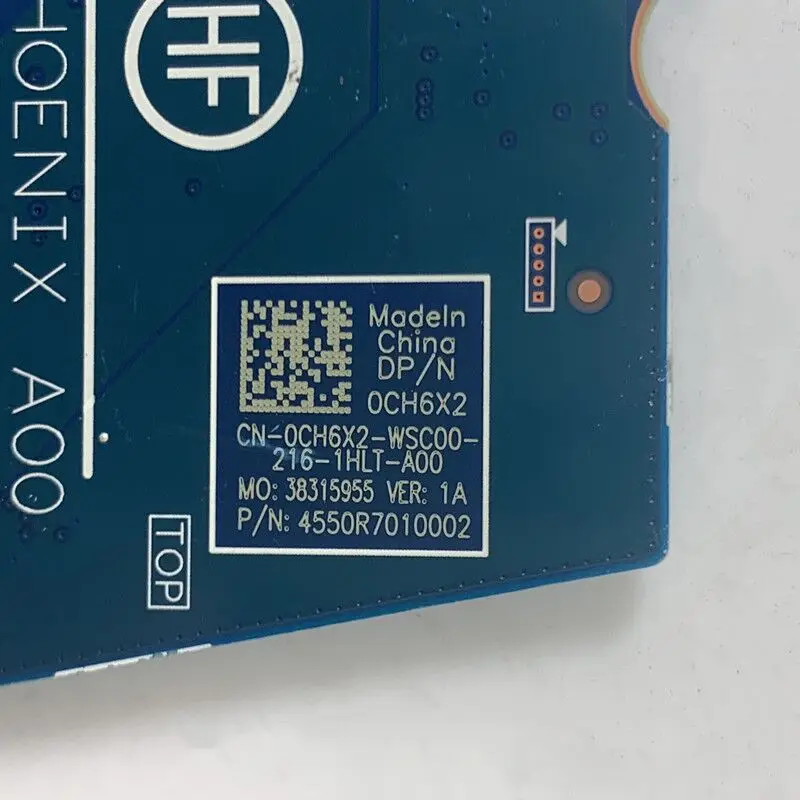 HF
HOENIX A00
MadeIn
China
DP/N
0CH6X2
CN-0CH6X2-WSC00-
216-1HLT-A00
MO: 38315955 VER: 1A
P/N: 4550R7010002
TOP